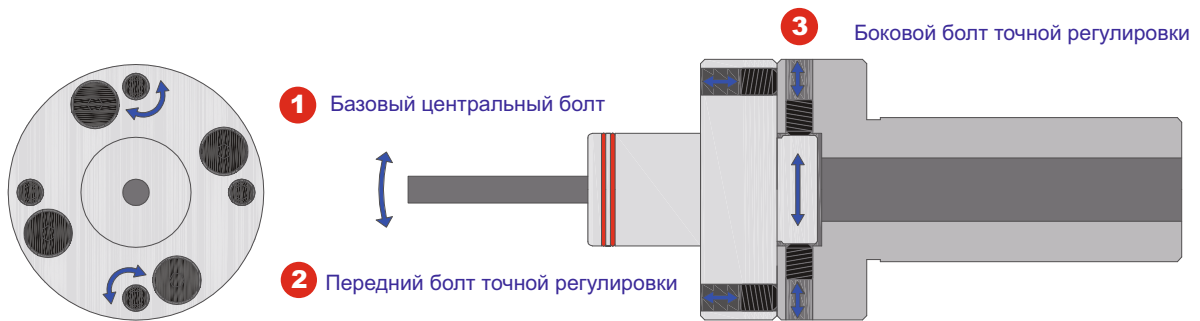 3 Боковой болт точной регулировки
1 Базовый центральный болт
2 Передний болт точной регулировки